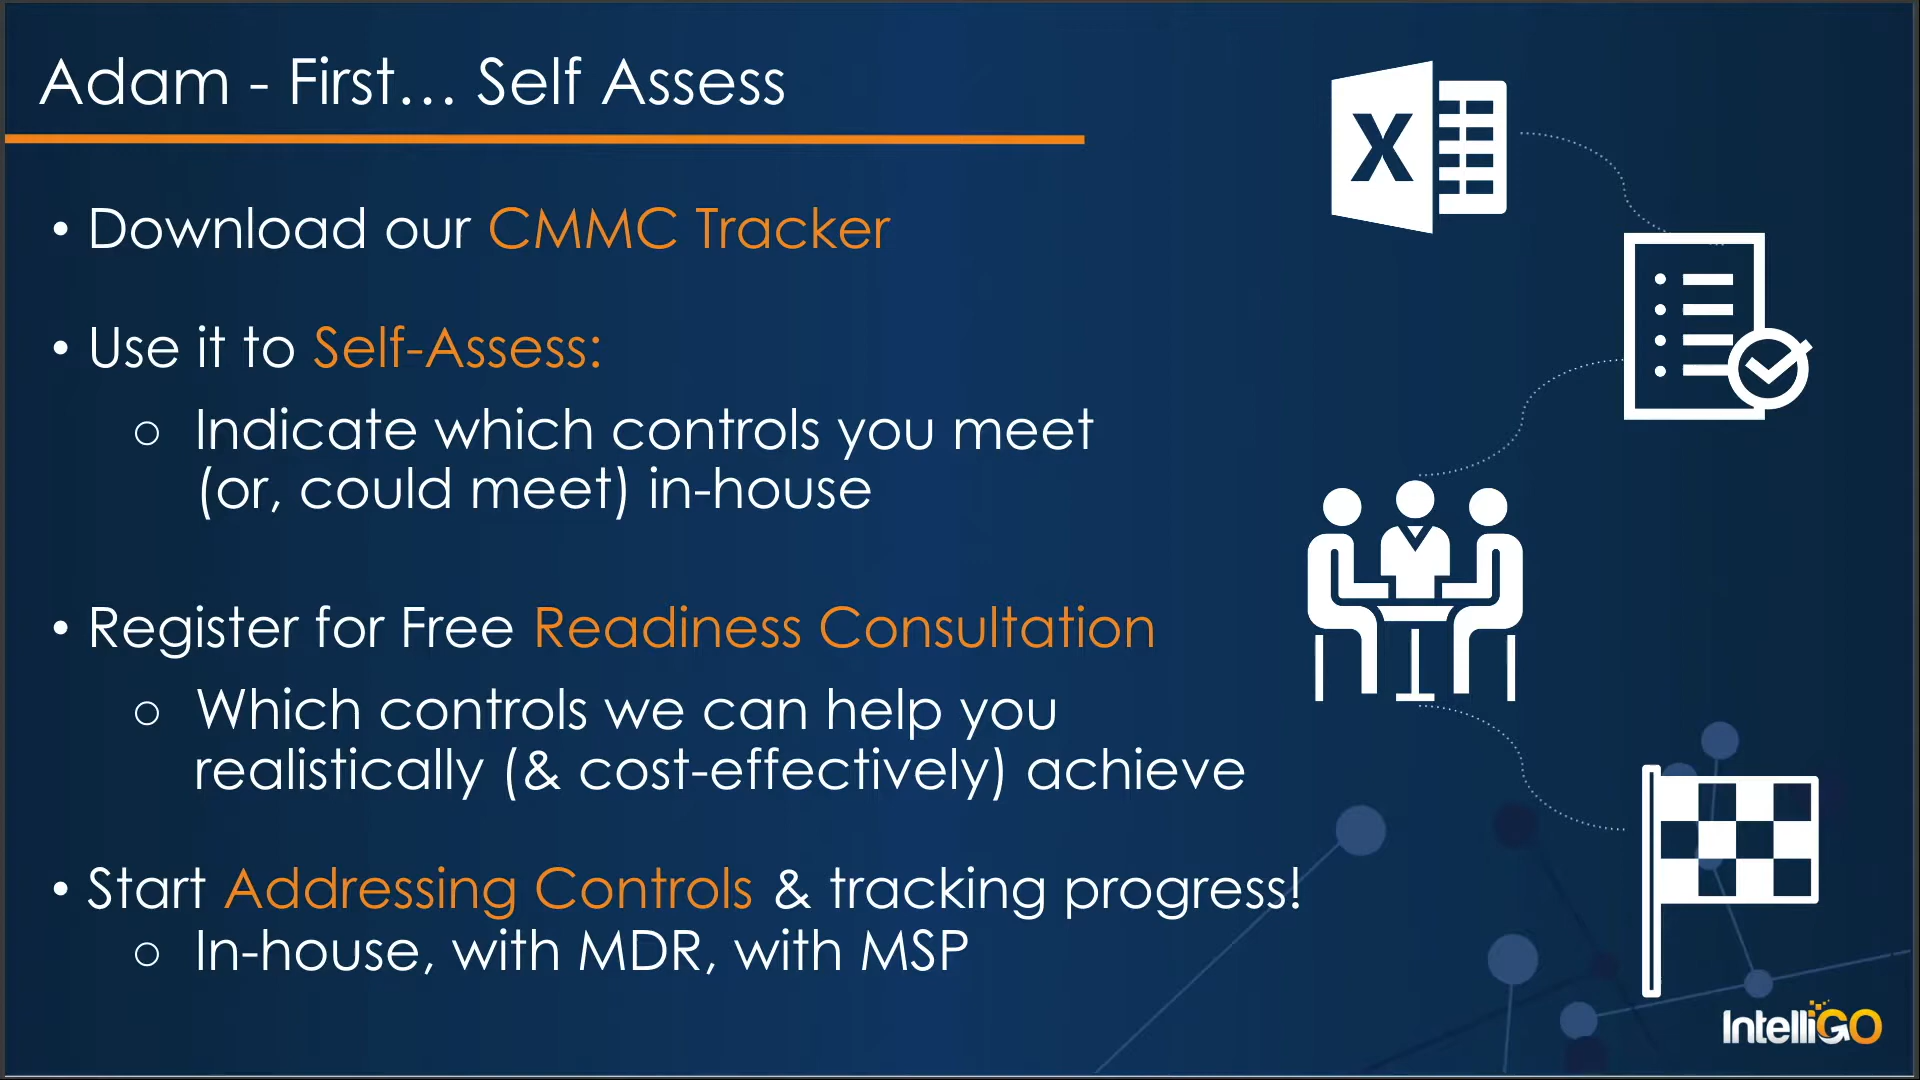 Adam - First... Self Assess
X
• Download our CMMC Tracker
• Use it to Self-Assess:
○ Indicate which controls you meet
(or, could meet) in-house
• Register for Free Readiness Consultation
○ Which controls we can help you
realistically (& cost-effectively) achieve
• Start Addressing Controls & tracking progress!
○ In-house, with MDR, with MSP
IntelliGO